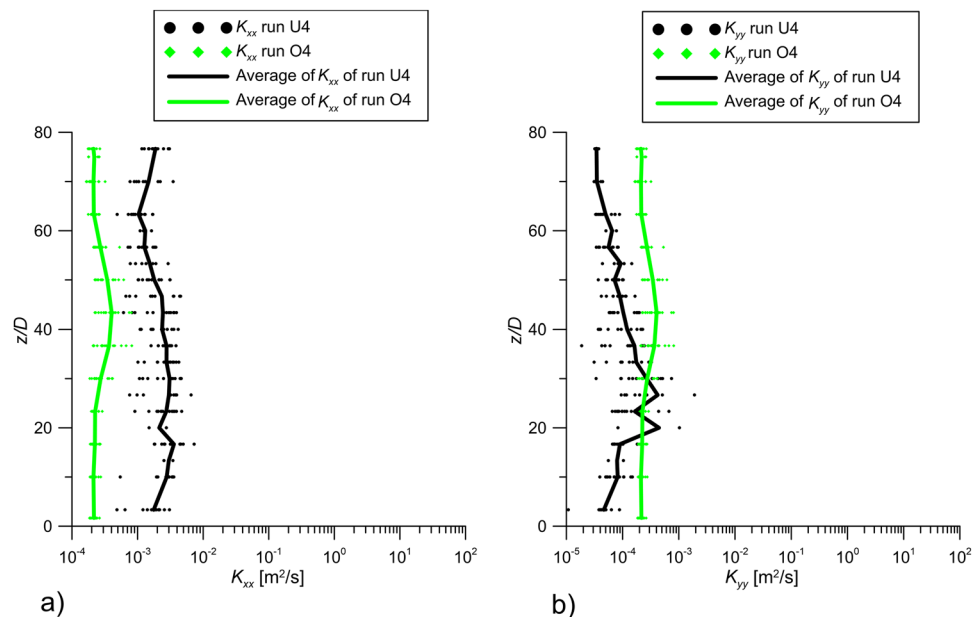 K_xx run U4
K_xx run O4
Average of K_xx of run U4
Average of K_xx of run O4
80
60
40
20
0
z/D
10^-4 10^-3 10^-2 10^-1 10^0 10^1 10^2
K_xx [m²/s]
a)
K_yy run U4
K_yy run O4
Average of K_yy of run U4
Average of K_yy of run O4
80
60
40
20
0
z/D
10^-5 10^-4 10^-3 10^-2 10^-1 10^0 10^1 10^2
K_yy [m²/s]
b)